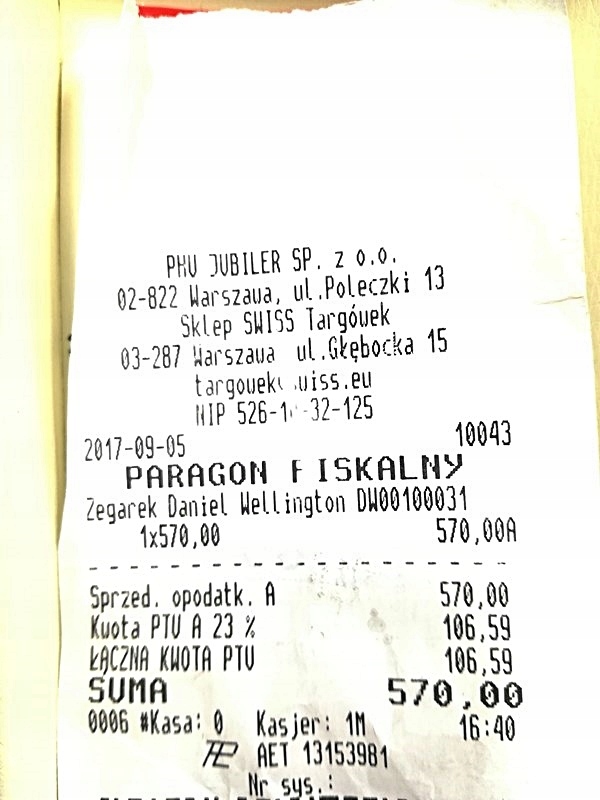 PHU JUBILER SP. z o.o.
02-822 Warszawa, ul.Poleczki 13
Sklep SWISS Targówek
03-287 Warszawa ul.Głębocka 15
NIP
2017-09-05 10043
PARAGON FISKALNY
Zegarek Daniel Wellington DW00100031
1x570,00 570,00A
Sprzed. opodatk. A 570,00
Kwota PTU A 23 % 106,59
ŁĄCZNA KWOTA PTU 106,59
SUMA 570,00
0006 #Kasa: 0 Kasjer: 1M 16:40
AET 13153981
Nr sys.: